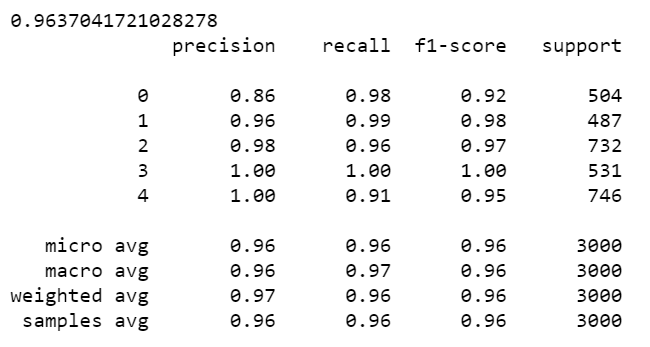 0.9637041721028278
precision recall f1-score support
0 0.86 0.98 0.92 504
1 0.96 0.99 0.98 487
2 0.98 0.96 0.97 732
3 1.00 1.00 1.00 531
4 1.00 0.91 0.95 746
micro avg 0.96 0.96 0.96 3000
macro avg 0.96 0.97 0.96 3000
weighted avg 0.97 0.96 0.96 3000
samples avg 0.96 0.96 0.96 3000